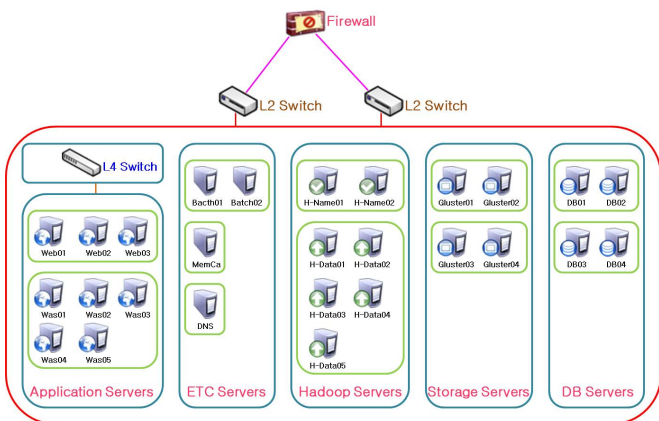 Firewall
L2 Switch
L2 Switch
L4 Switch
Web01 Web02 Web03
Was01 Was02 Was03
Was04 Was05
Application Servers
Bacth01 Batch02
MemCa
DNS
ETC Servers
H-Name01 H-Name02
H-Data01 H-Data02
H-Data03 H-Data04
H-Data05
Hadoop Servers
Gluster01 Gluster02
Gluster03 Gluster04
Storage Servers
DB01 DB02
DB03 DB04
DB Servers